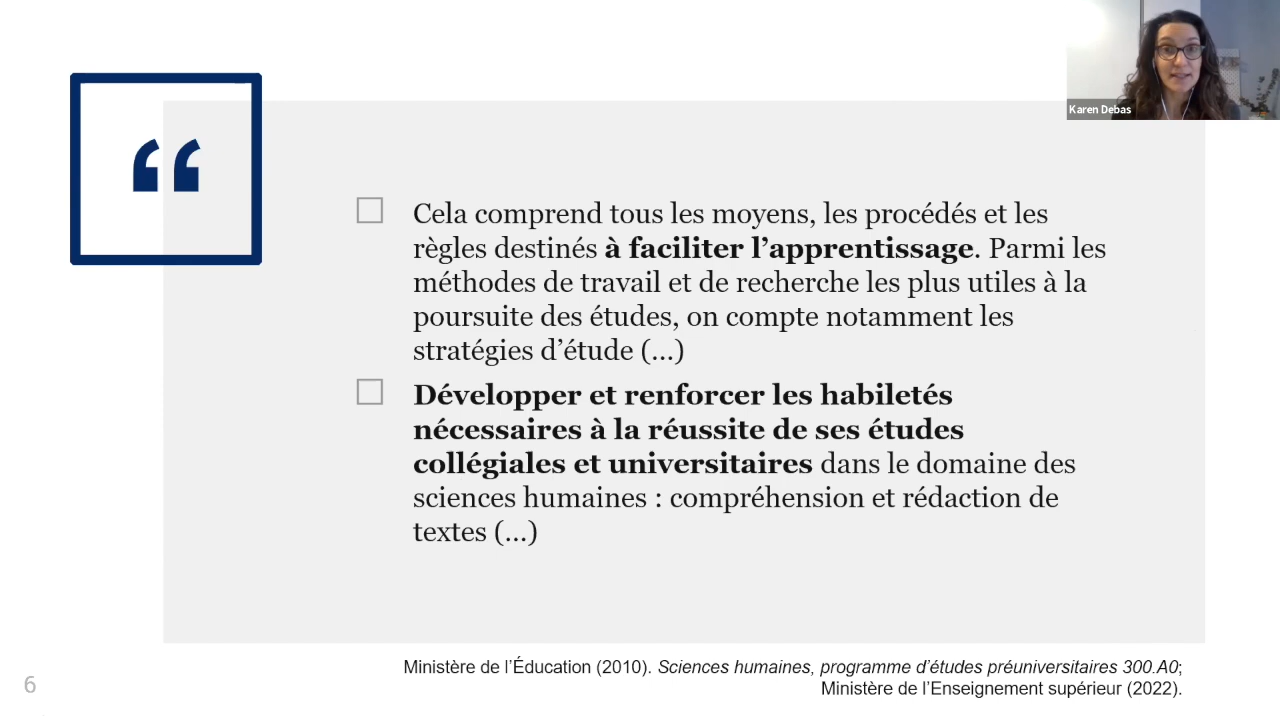 Karen Debas
“
☐ Cela comprend tous les moyens, les procédés et les
règles destinés à faciliter l’apprentissage. Parmi les
méthodes de travail et de recherche les plus utiles à la
poursuite des études, on compte notamment les
stratégies d’étude (…)
☐ Développer et renforcer les habiletés
nécessaires à la réussite de ses études
collégiales et universitaires dans le domaine des
sciences humaines : compréhension et rédaction de
textes (…)
Ministère de l’Éducation (2010). Sciences humaines, programme d’études préuniversitaires 300.A0;
Ministère de l’Enseignement supérieur (2022).
6